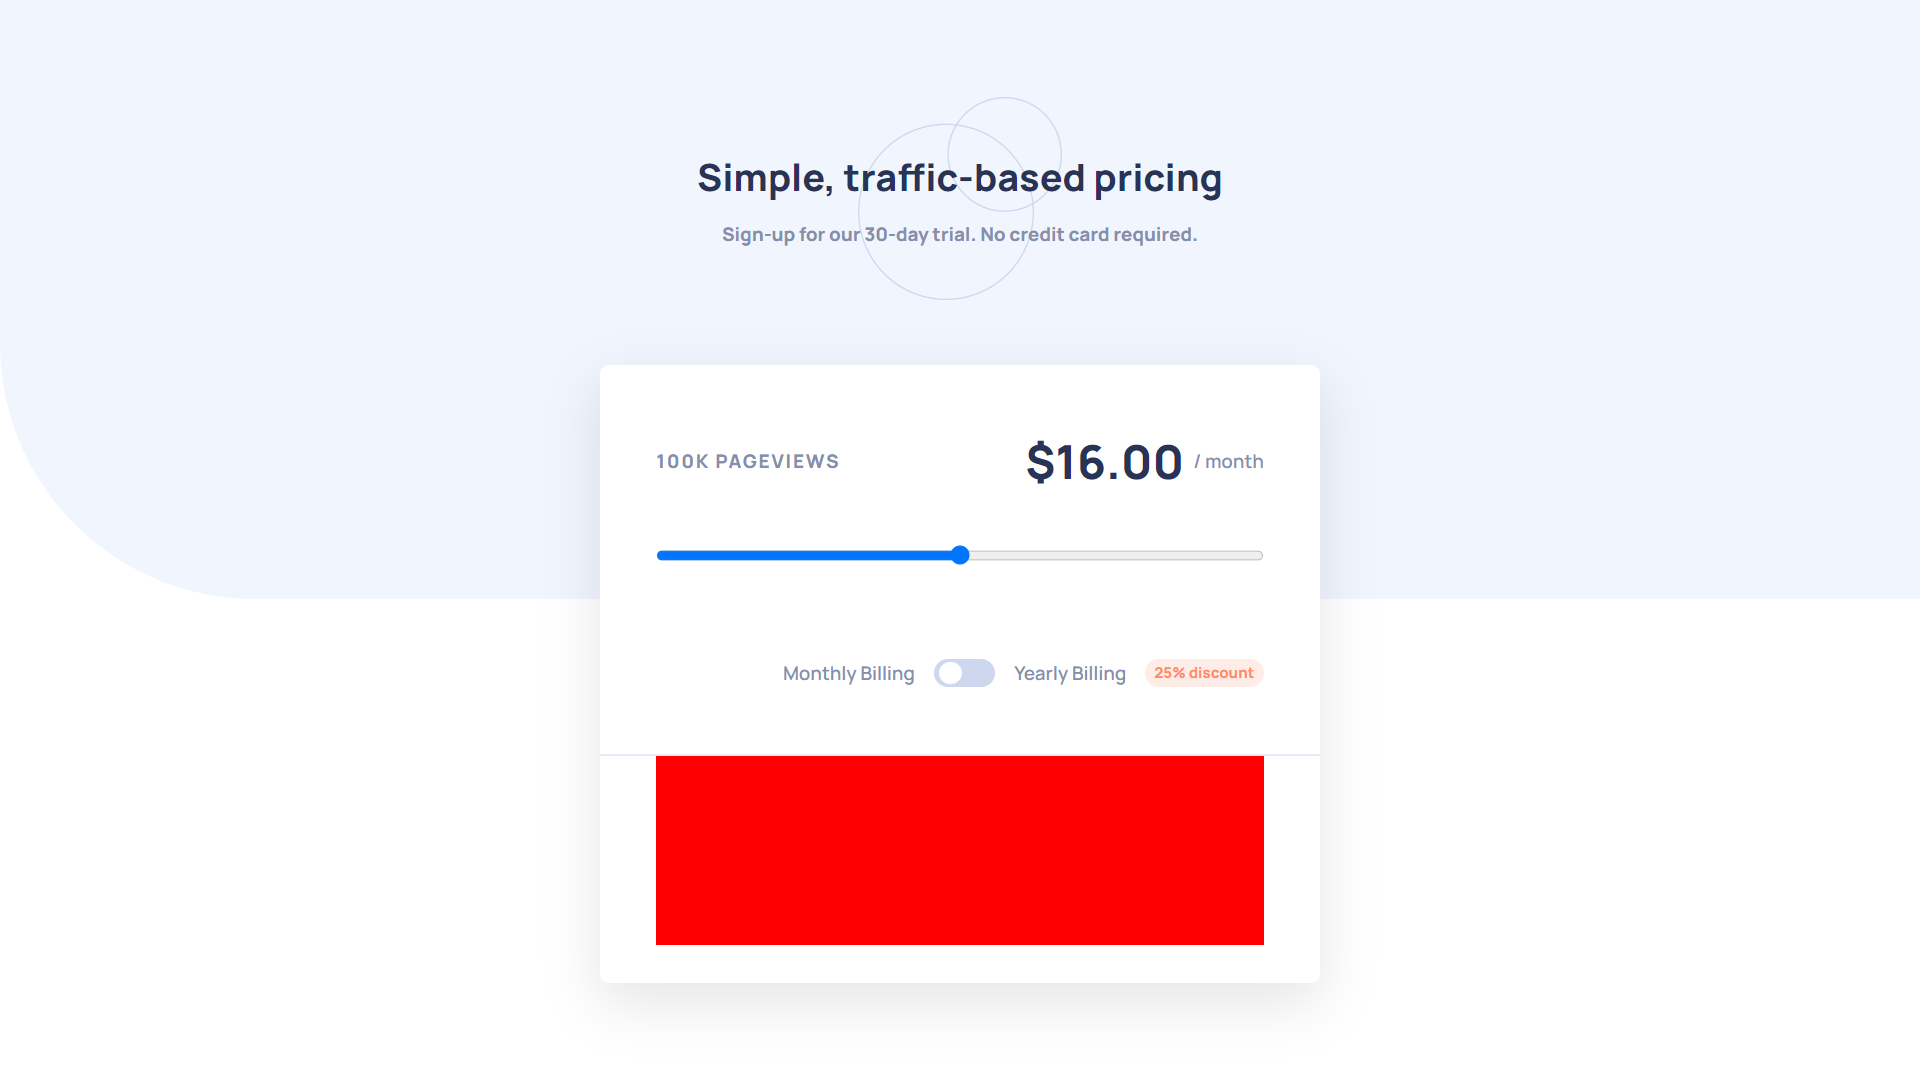 Simple, traffic-based pricing
Sign-up for our 30-day trial. No credit card required.
100K PAGEVIEWS $16.00 / month
Monthly Billing Yearly Billing 25% discount